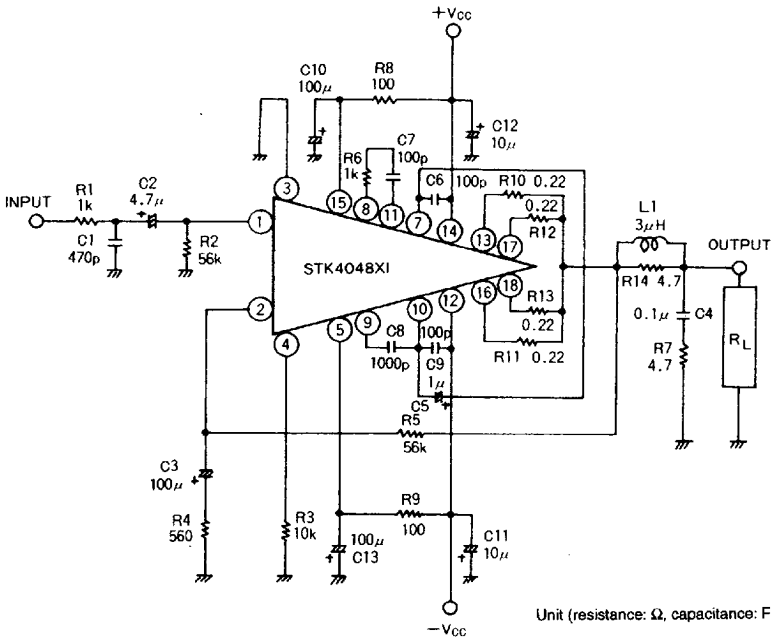 +Vcc
C10
100μ
R8
100
C12
10μ
C7
100p
R6
1k
C6
100p
R10 0.22
0.22
R12
L1
3μH
INPUT
R1
1k
C2
4.7μ
+
C1
470p
R2
56k
3
1
15
8
11
7
14
13
17
STK4048XI
OUTPUT
R14 4.7
2
4
5
9
10
12
16
18
R13
0.22
R11 0.22
C8
1000p
100p
C9
1μ
C5
+
0.1μ C4
R7
4.7
RL
R5
56k
C3
100μ
+
R4
560
R3
10k
R9
100
100μ
C13
+
C11
10μ
+
-Vcc
Unit (resistance: Ω, capacitance: F